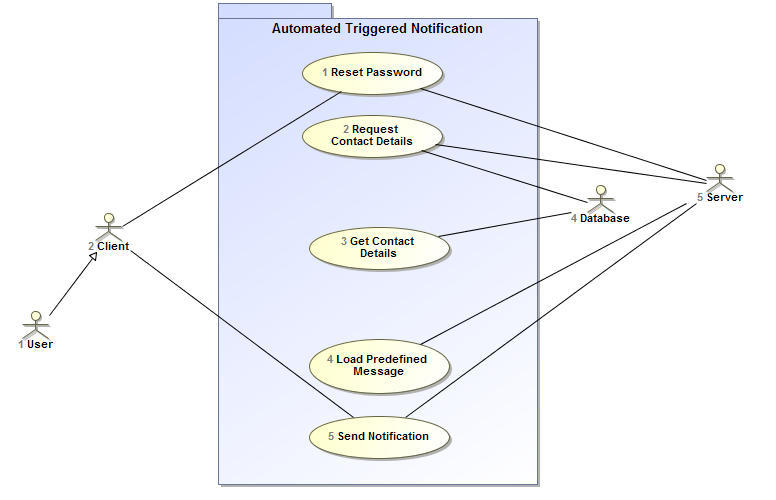 Automated Triggered Notification
1 Reset Password
2 Request
Contact Details
5 Server
4 Database
2 Client
3 Get Contact
Details
1 User
4 Load Predefined
Message
5 Send Notification